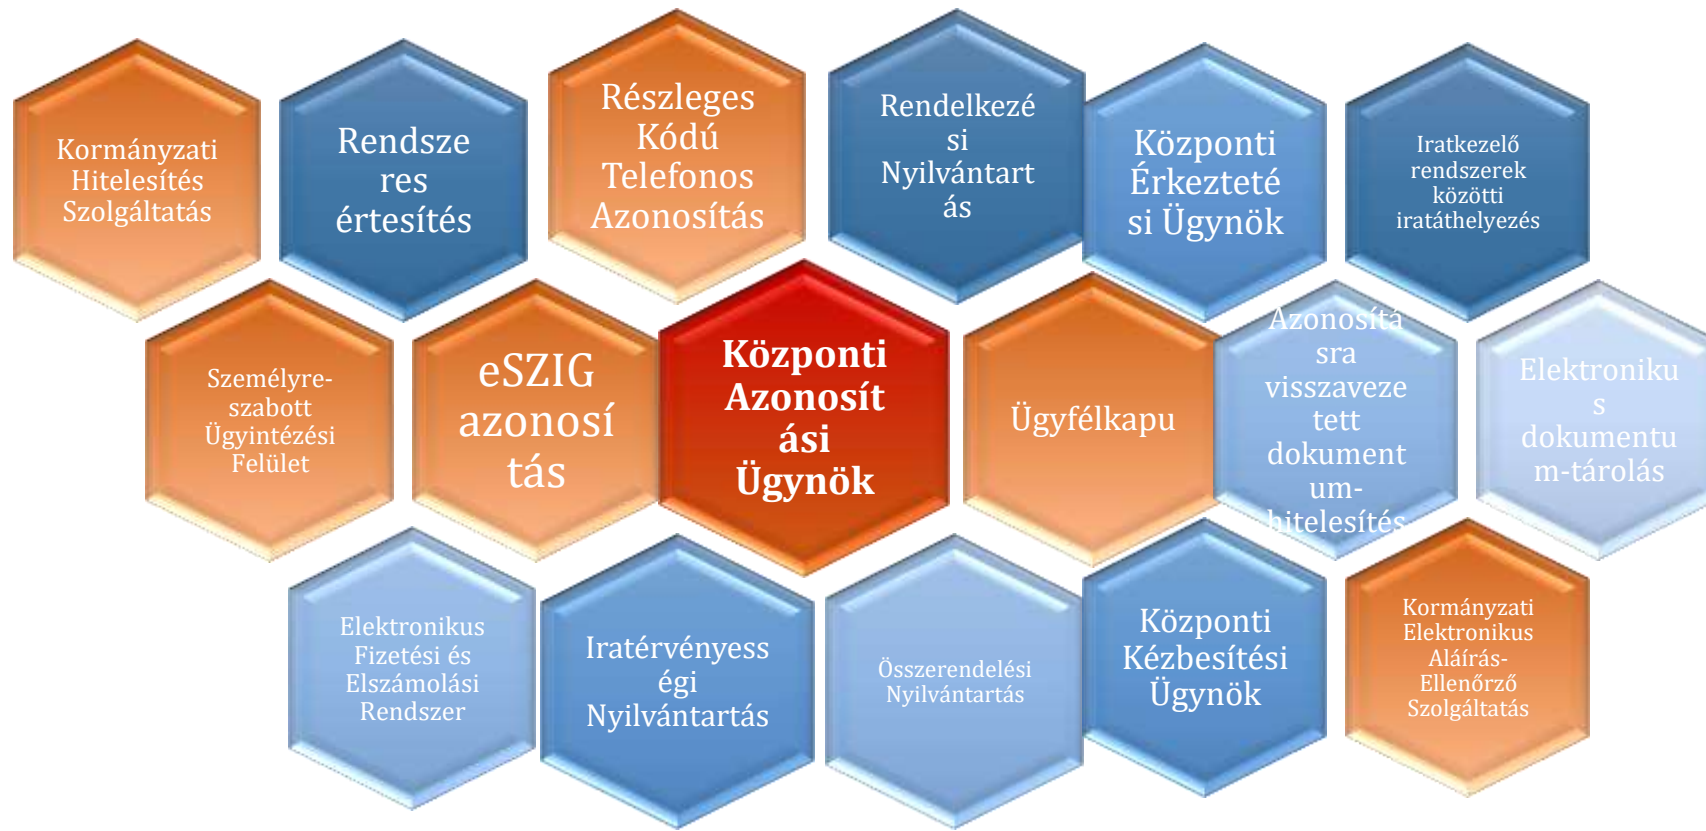 Kormányzati
Hitelesítés
Szolgáltatás
Rendsze
res
értesítés
Részleges
Kódú
Telefonos
Azonosítás
Rendelkezé
si
Nyilvántart
ás
Központi
Érkezteté
si Ügynök
Iratkezelő
rendszerek
közötti
iratáthelyezés
Személyre-
szabott
Ügyintézési
Felület
eSZIG
azonosí
tás
Központi
Azonosít
ási
Ügynök
Ügyfélkapu
Azonosítá
sra
visszaveze
tett
dokument
um-
hitelesítés
Elektroniku
s
dokumentu
m-tárolás
Elektronikus
Fizetési és
Elszámolási
Rendszer
Iratérvényess
égi
Nyilvántartás
Összerendelési
Nyilvántartás
Központi
Kézbesítési
Ügynök
Kormányzati
Elektronikus
Aláírás-
Ellenőrző
Szolgáltatás